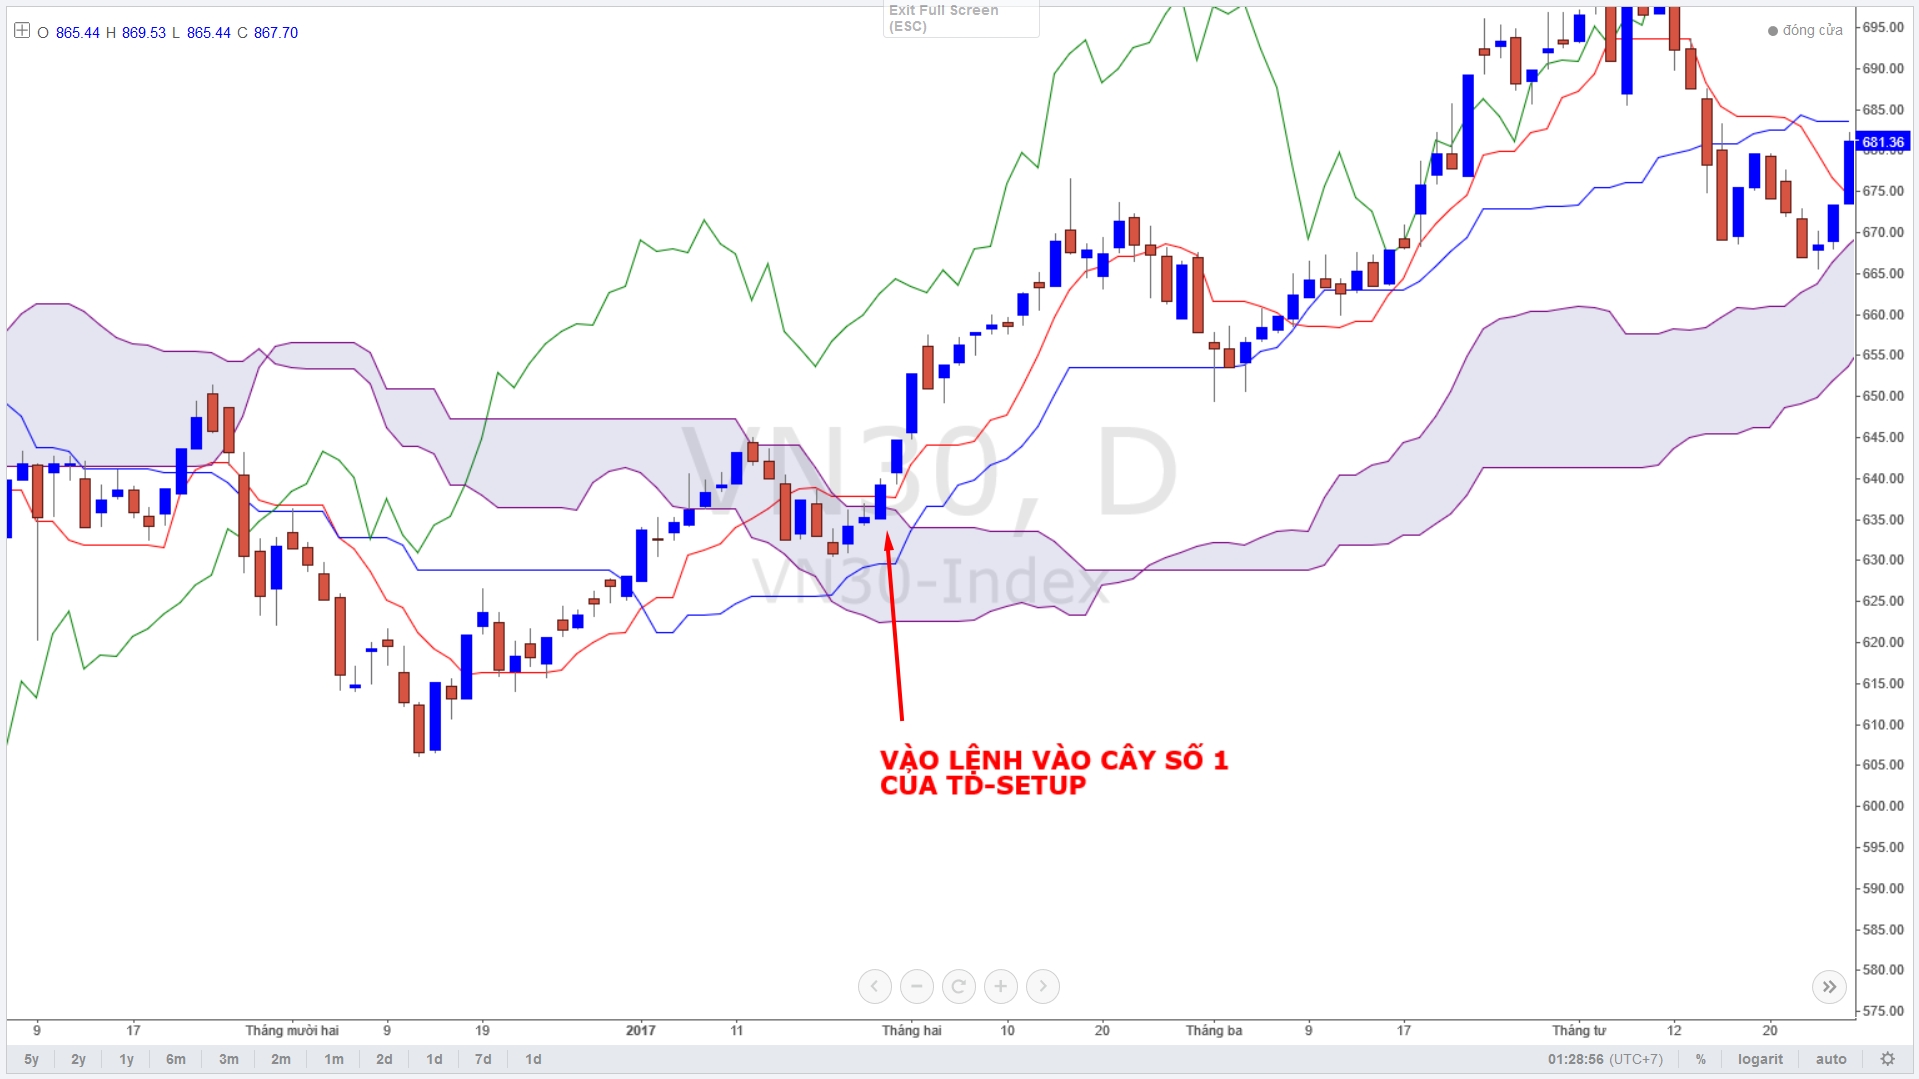 Exit Full Screen
(ESC)
O 865.44 H 869.53 L 865.44 C 867.70
đóng cửa
695.00
690.00
685.00
681.36
680.00
675.00
670.00
665.00
660.00
655.00
650.00
645.00
640.00
635.00
630.00
625.00
620.00
615.00
610.00
605.00
600.00
595.00
590.00
585.00
580.00
575.00
VN30, D
VN30-Index
VÀO LỆNH VÀO CÂY SỐ 1
CỦA TD-SETUP
9 17 Tháng mười hai 9 19 2017 11 Tháng hai 10 20 Tháng ba 9 17 Tháng tư 12 20
5y 2y 1y 6m 3m 2m 1m 2d 1d 7d 1d 01:28:56 (UTC+7) % logarit auto